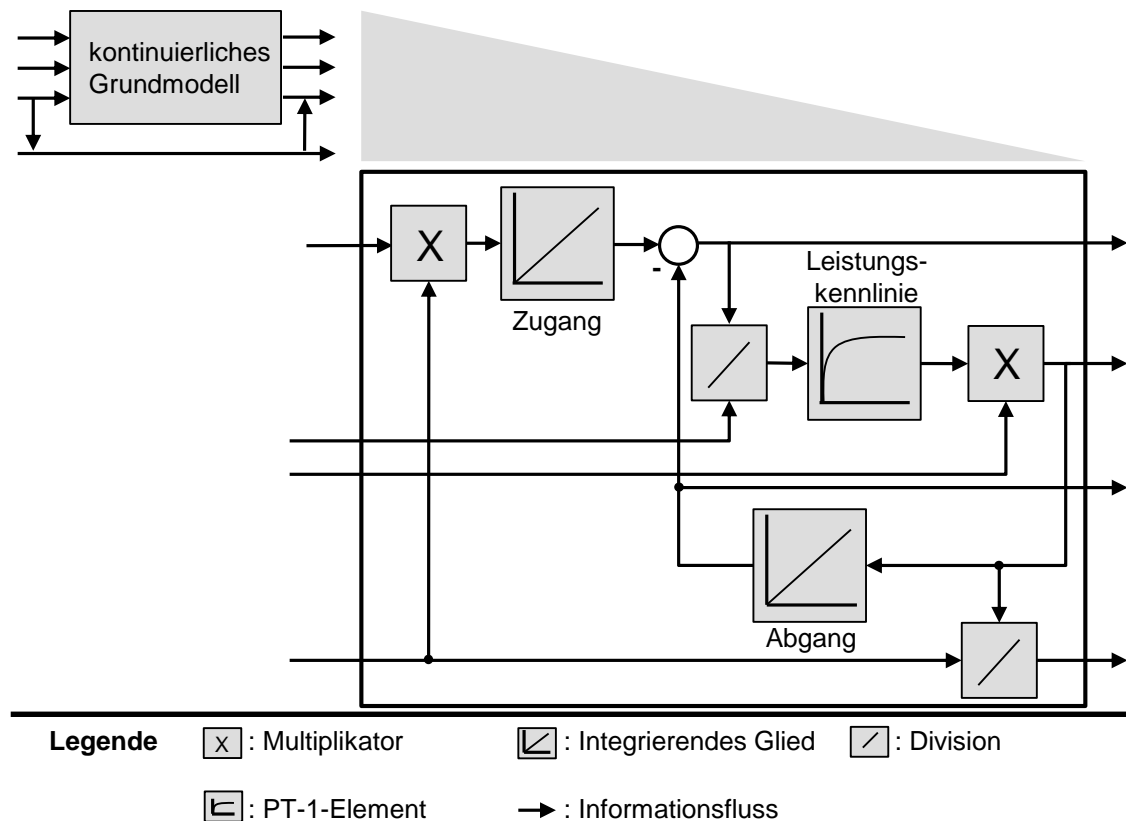 kontinuierliches
Grundmodell
X
Zugang
-
Leistungs-
kennlinie
X
Abgang
Legende
X : Multiplikator
: Integrierendes Glied
: Division
: PT-1-Element
: Informationsfluss